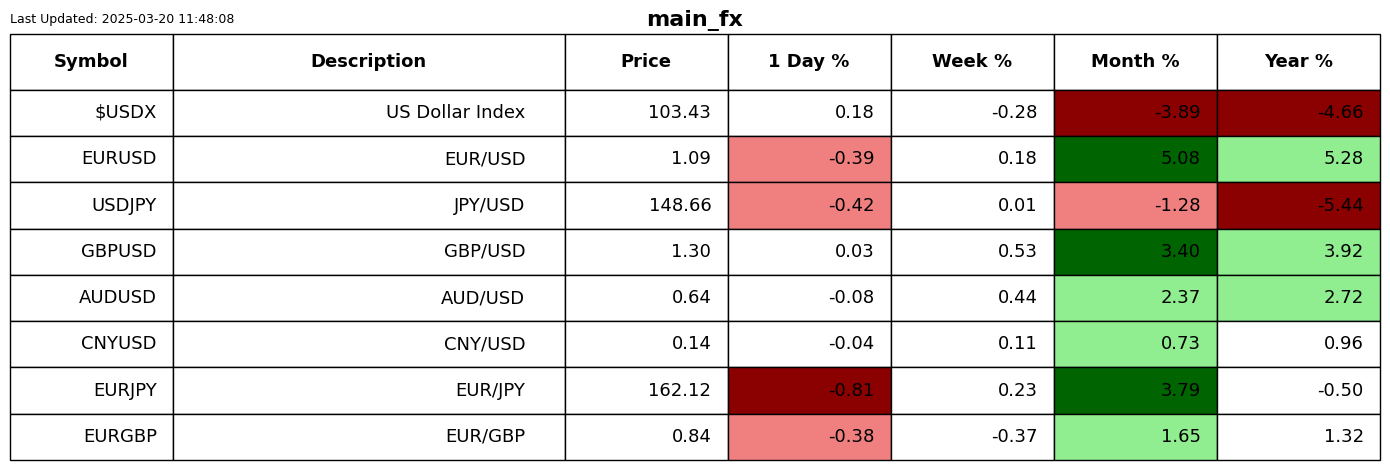 Last Updated: 2025-03-20 11:48:08
main_fx
Symbol Description Price 1 Day % Week % Month % Year %
$USDX US Dollar Index 103.43 0.18 -0.28 -3.89 -4.66
EURUSD EUR/USD 1.09 -0.39 0.18 5.08 5.28
USDJPY JPY/USD 148.66 -0.42 0.01 -1.28 -5.44
GBPUSD GBP/USD 1.30 0.03 0.53 3.40 3.92
AUDUSD AUD/USD 0.64 -0.08 0.44 2.37 2.72
CNYUSD CNY/USD 0.14 -0.04 0.11 0.73 0.96
EURJPY EUR/JPY 162.12 -0.81 0.23 3.79 -0.50
EURGBP EUR/GBP 0.84 -0.38 -0.37 1.65 1.32